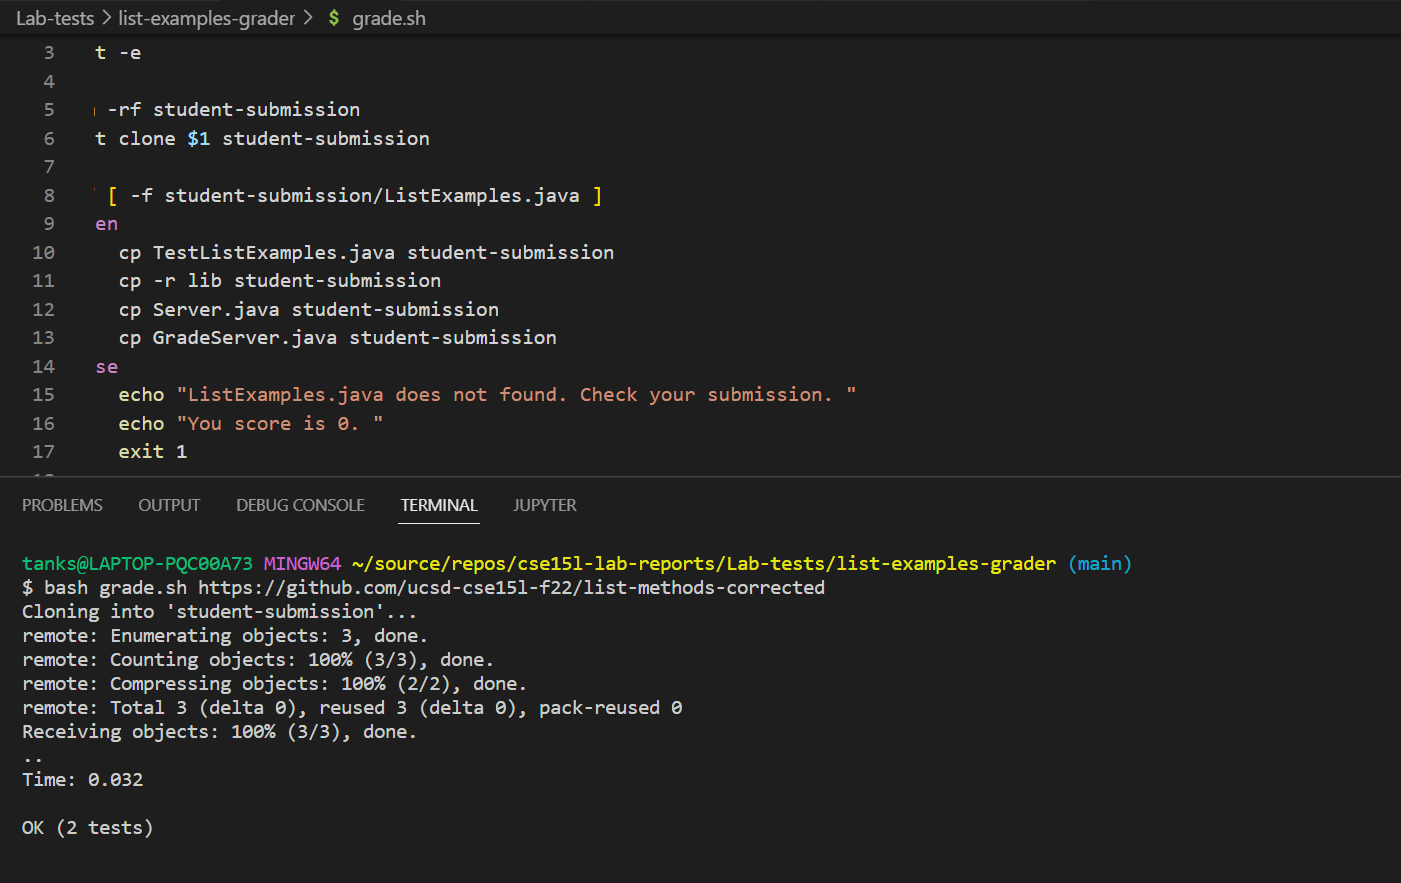 Lab-tests > list-examples-grader > $ grade.sh
3 t -e
4
5 -rf student-submission
6 t clone $1 student-submission
7
8 [ -f student-submission/ListExamples.java ]
9 en
10 cp TestListExamples.java student-submission
11 cp -r lib student-submission
12 cp Server.java student-submission
13 cp GradeServer.java student-submission
14 se
15 echo "ListExamples.java does not found. Check your submission. "
16 echo "You score is 0. "
17 exit 1
PROBLEMS OUTPUT DEBUG CONSOLE TERMINAL JUPYTER
tanks@LAPTOP-PQC00A73 MINGW64 ~/source/repos/cse15l-lab-reports/Lab-tests/list-examples-grader (main)
$ bash grade.sh https://github.com/ucsd-cse15l-f22/list-methods-corrected
Cloning into 'student-submission'...
remote: Enumerating objects: 3, done.
remote: Counting objects: 100% (3/3), done.
remote: Compressing objects: 100% (2/2), done.
remote: Total 3 (delta 0), reused 3 (delta 0), pack-reused 0
Receiving objects: 100% (3/3), done.
..
Time: 0.032
OK (2 tests)